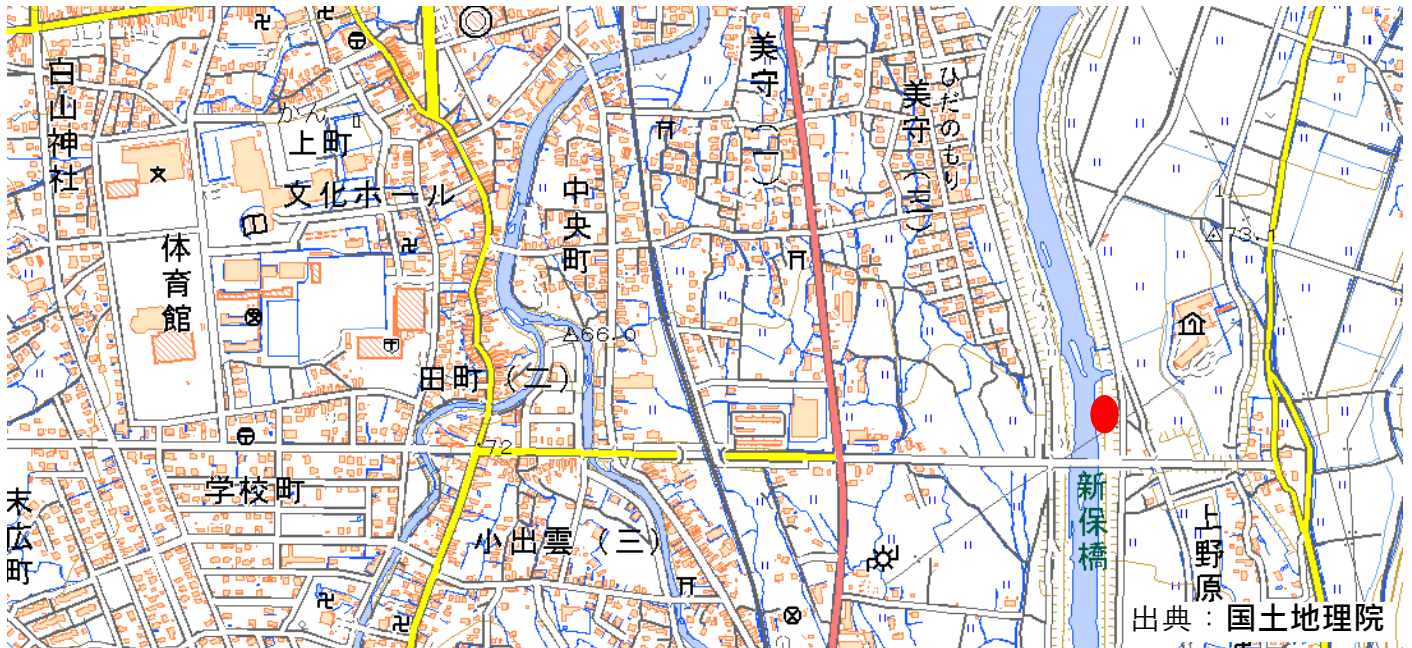 白山神社
かん
上町
文化ホール
体育館
中央町
美守(一)
美守(三)
ひだのもり
73.1
66.0
田町(二)
72
学校町
末広町
小出雲(三)
新保橋
上野原
出典:国土地理院